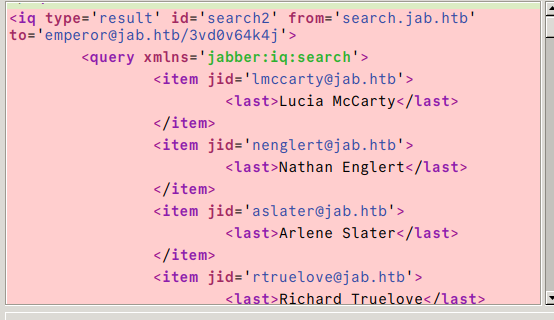 <iq type='result' id='search2' from='search.jab.htb'
to='emperor@jab.htb/3vd0v64k4j'>
<query xmlns='jabber:iq:search'>
<item jid='lmccarty@jab.htb'>
<last>Lucia McCarty</last>
</item>
<item jid='nenglert@jab.htb'>
<last>Nathan Englert</last>
</item>
<item jid='aslater@jab.htb'>
<last>Arlene Slater</last>
</item>
<item jid='rtruelove@jab.htb'>
<last>Richard Truelove</last>